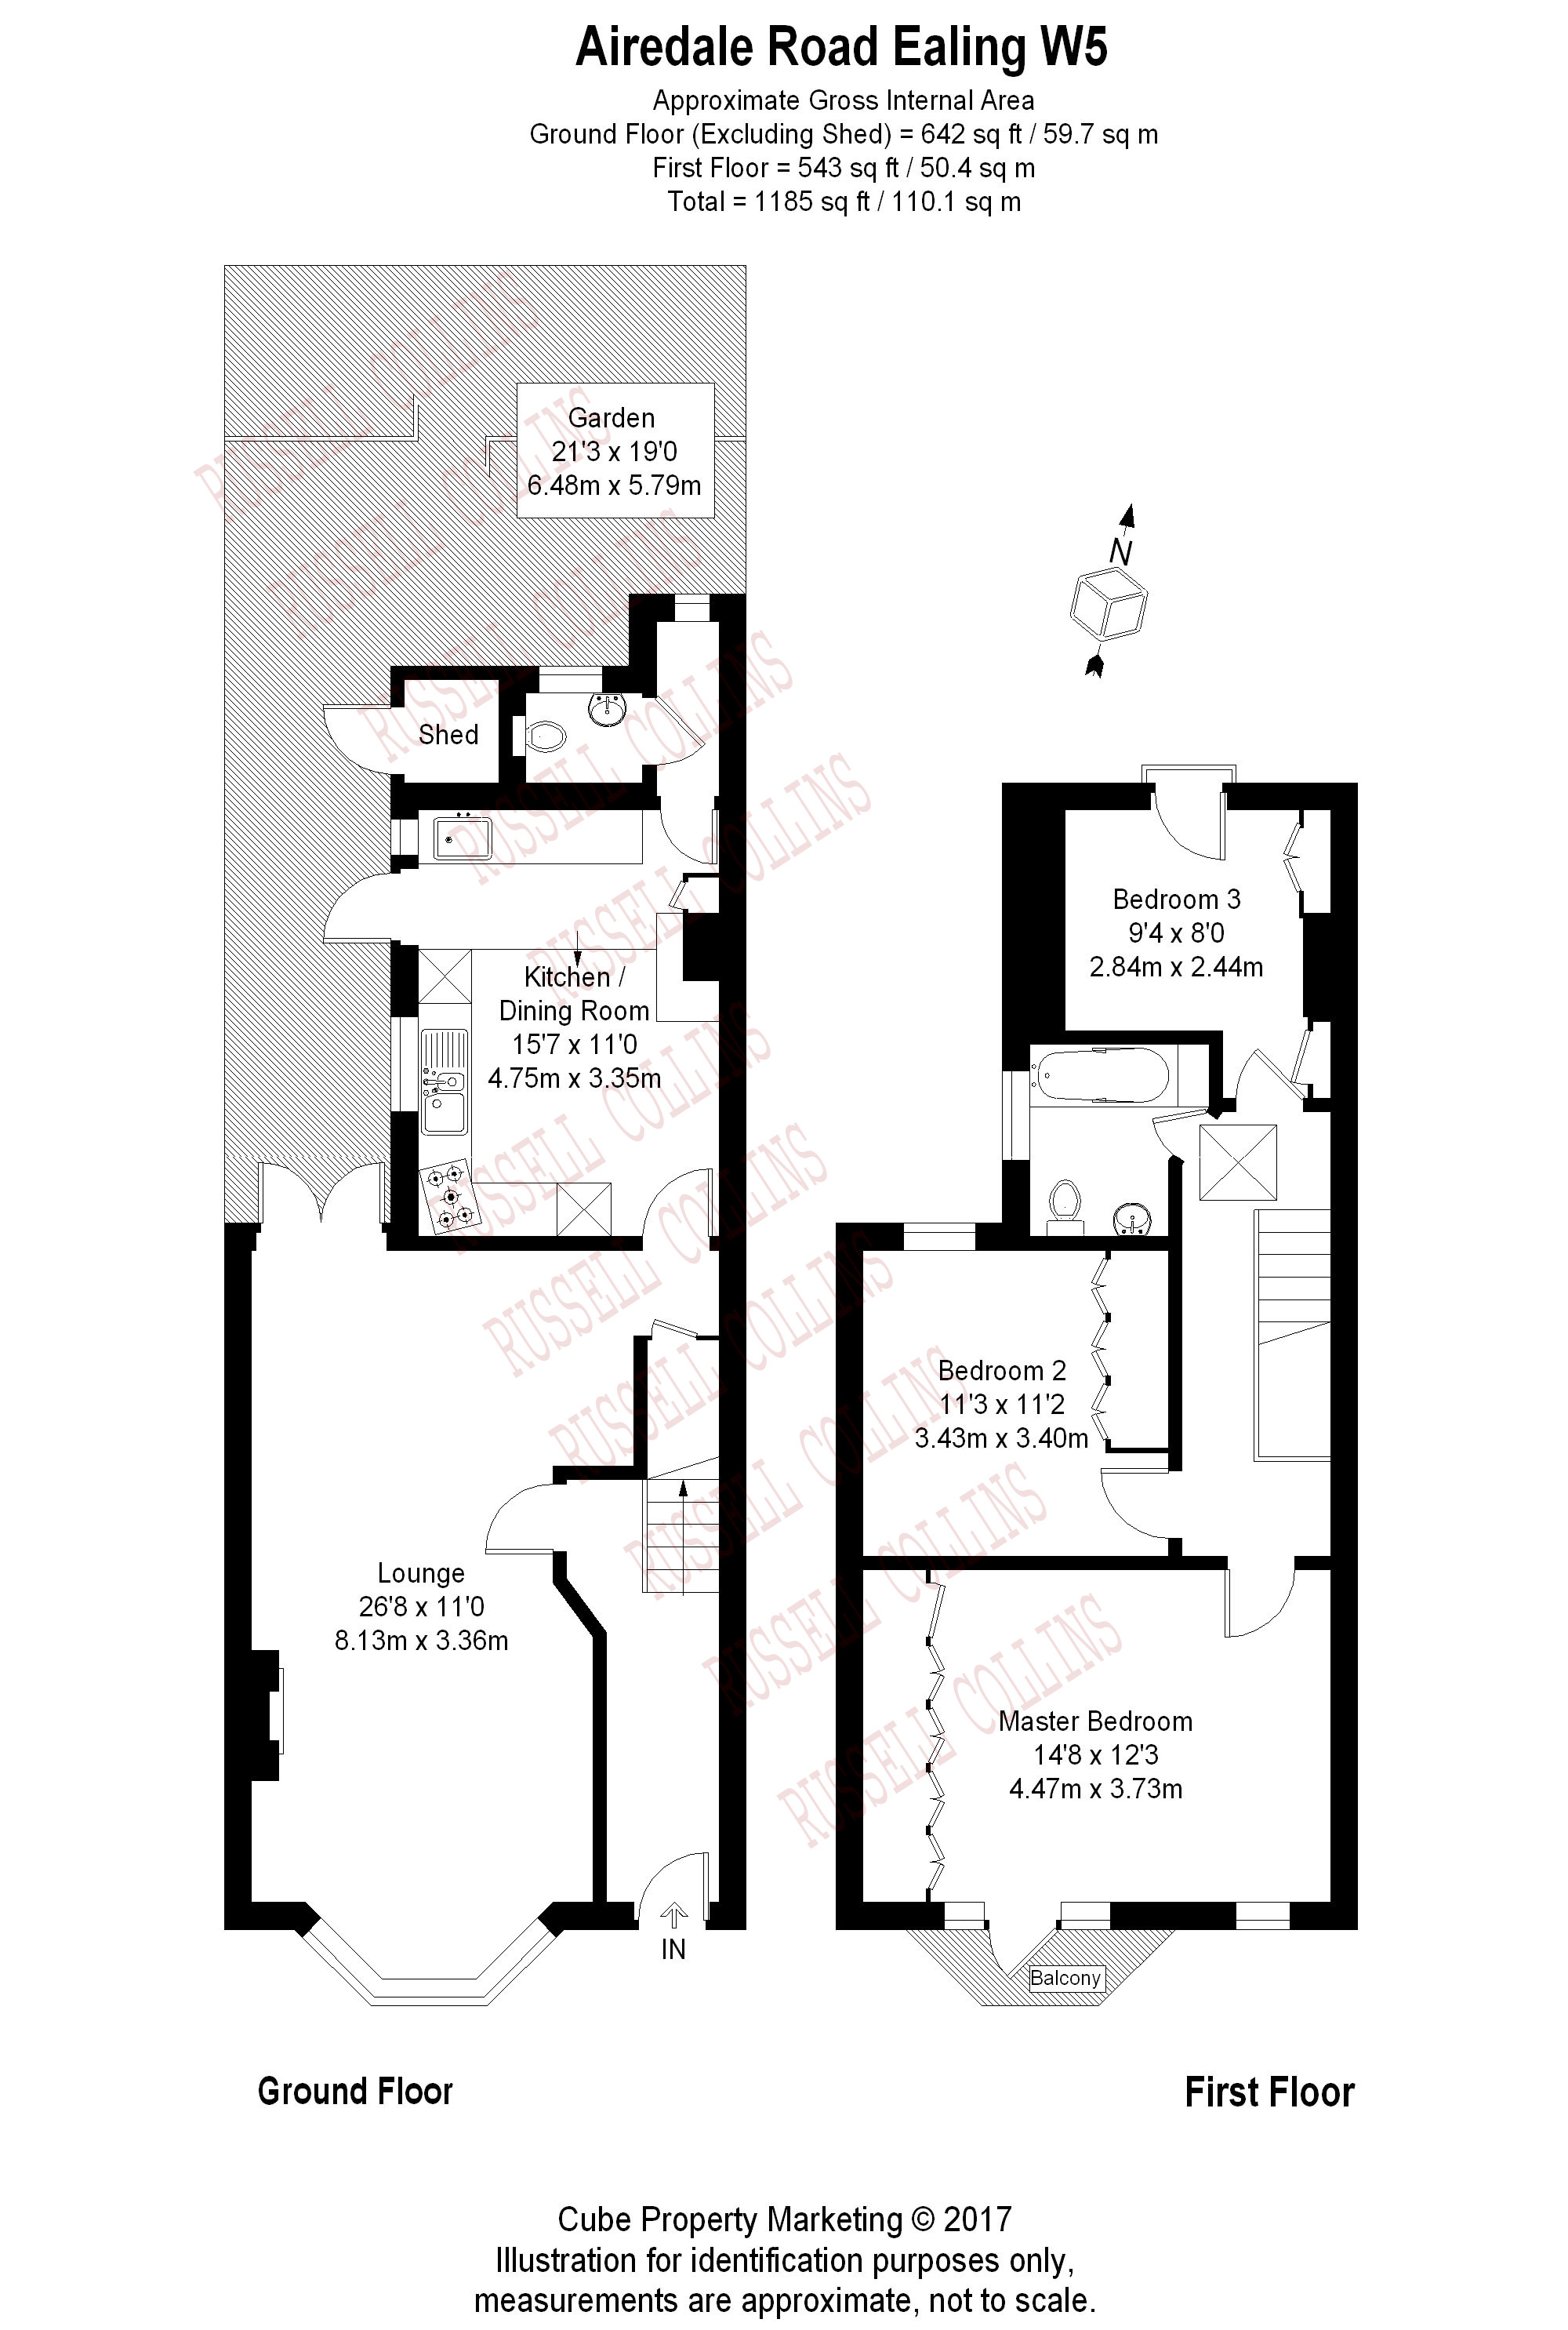 Airedale Road Ealing W5
Approximate Gross Internal Area
Ground Floor (Excluding Shed) = 642 sq ft / 59.7 sq m
First Floor = 543 sq ft / 50.4 sq m
Total = 1185 sq ft / 110.1 sq m
Garden
21'3 x 19'0
6.48m x 5.79m
N
Shed
Kitchen /
Dining Room
15'7 x 11'0
4.75m x 3.35m
Lounge
26'8 x 11'0
8.13m x 3.36m
IN
Bedroom 3
9'4 x 8'0
2.84m x 2.44m
Bedroom 2
11'3 x 11'2
3.43m x 3.40m
Master Bedroom
14'8 x 12'3
4.47m x 3.73m
Balcony
Ground Floor
First Floor
RUSSELL COLLINS
RUSSELL COLLINS
RUSSELL COLLINS
RUSSELL COLLINS
RUSSELL COLLINS
RUSSELL COLLINS
RUSSELL COLLINS
RUSSELL COLLINS
RUSSELL COLLINS
RUSSELL COLLINS
RUSSELL COLLINS
Cube Property Marketing © 2017
Illustration for identification purposes only,
measurements are approximate, not to scale.